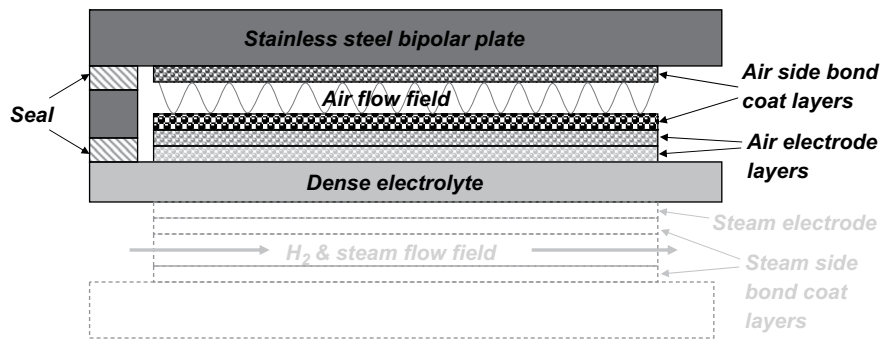 Stainless steel bipolar plate
Air side bond
coat layers
Air flow field
Seal
Air electrode
layers
Dense electrolyte
Steam electrode
H2 & steam flow field
Steam side
bond coat
layers